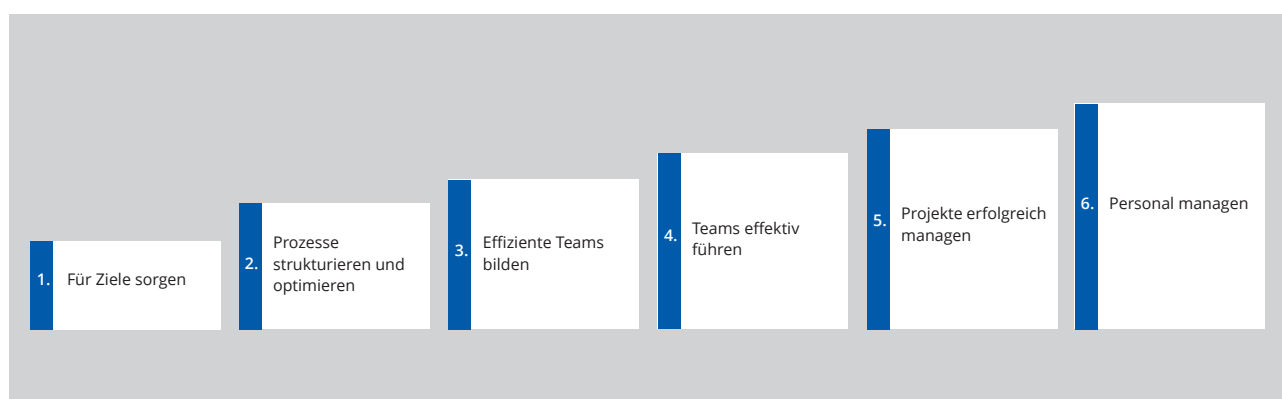 1.
Für Ziele sorgen
2.
Prozesse
strukturieren und
optimieren
3.
Effiziente Teams
bilden
4.
Teams effektiv
führen
5.
Projekte erfolgreich
managen
6.
Personal managen